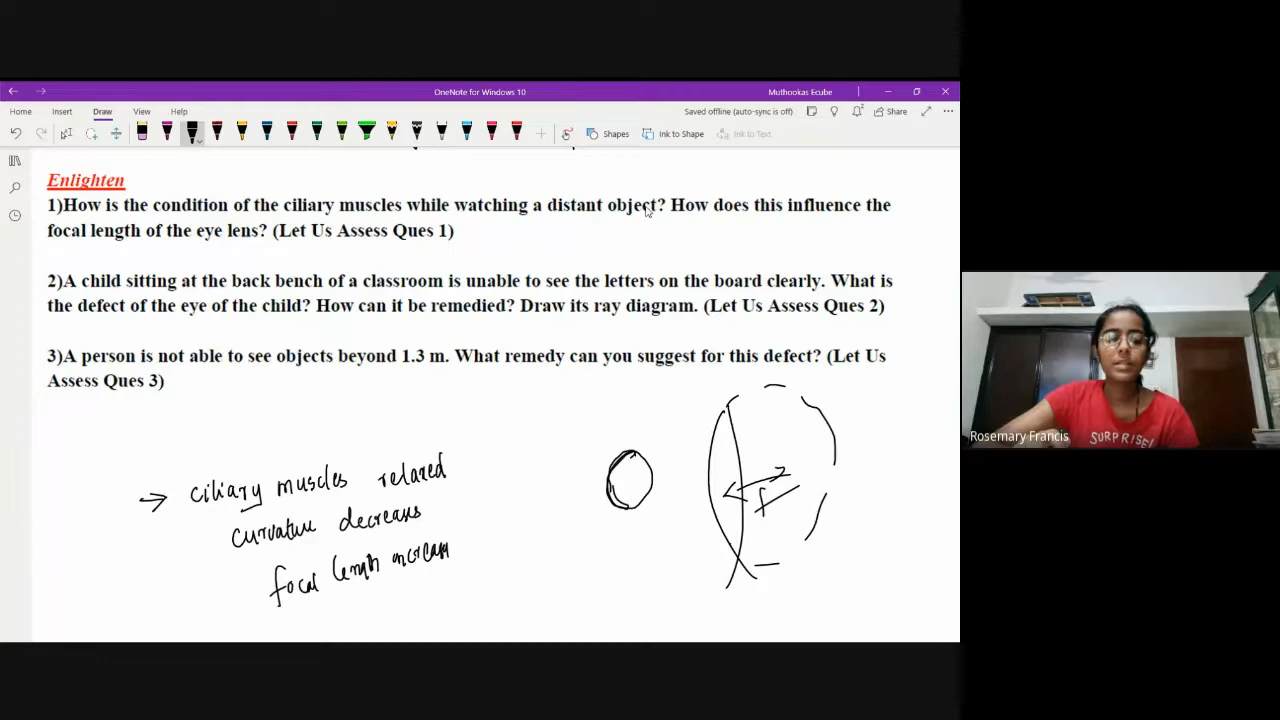 OneNote for Windows 10
Muthookas Ecube
Home Insert Draw View Help
Saved offline (auto-sync is off)
Share
Shapes
Ink to Shape
Ink to Text
Enlighten
1)How is the condition of the ciliary muscles while watching a distant object? How does this influence the
focal length of the eye lens? (Let Us Assess Ques 1)
2)A child sitting at the back bench of a classroom is unable to see the letters on the board clearly. What is
the defect of the eye of the child? How can it be remedied? Draw its ray diagram. (Let Us Assess Ques 2)
3)A person is not able to see objects beyond 1.3 m. What remedy can you suggest for this defect? (Let Us
Assess Ques 3)
→ ciliary muscles relaxed
curvature decreases
focal length increases
f
SURPRISE!
Rosemary Francis